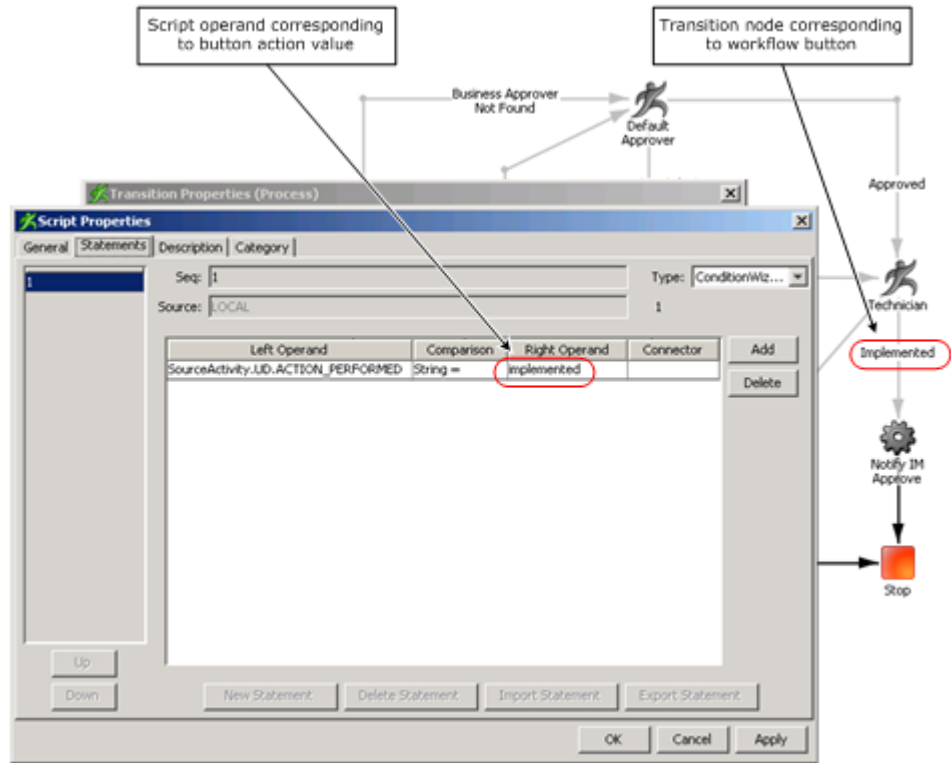 Script operand corresponding
to button action value
Transition node corresponding
to workflow button
Business Approver
Not Found
Default
Approver
Approved
Technician
Implemented
Notify IM
Approve
Stop
Transition Properties (Process)
Script Properties
General Statements Description Category
1
Seq: 1
Type: ConditionWiz...
Source: LOCAL
1
Left Operand Comparison Right Operand Connector
SourceActivity.UD.ACTION_PERFORMED String = implemented
Add
Delete
Up
Down
New Statement Delete Statement Import Statement Export Statement
OK Cancel Apply